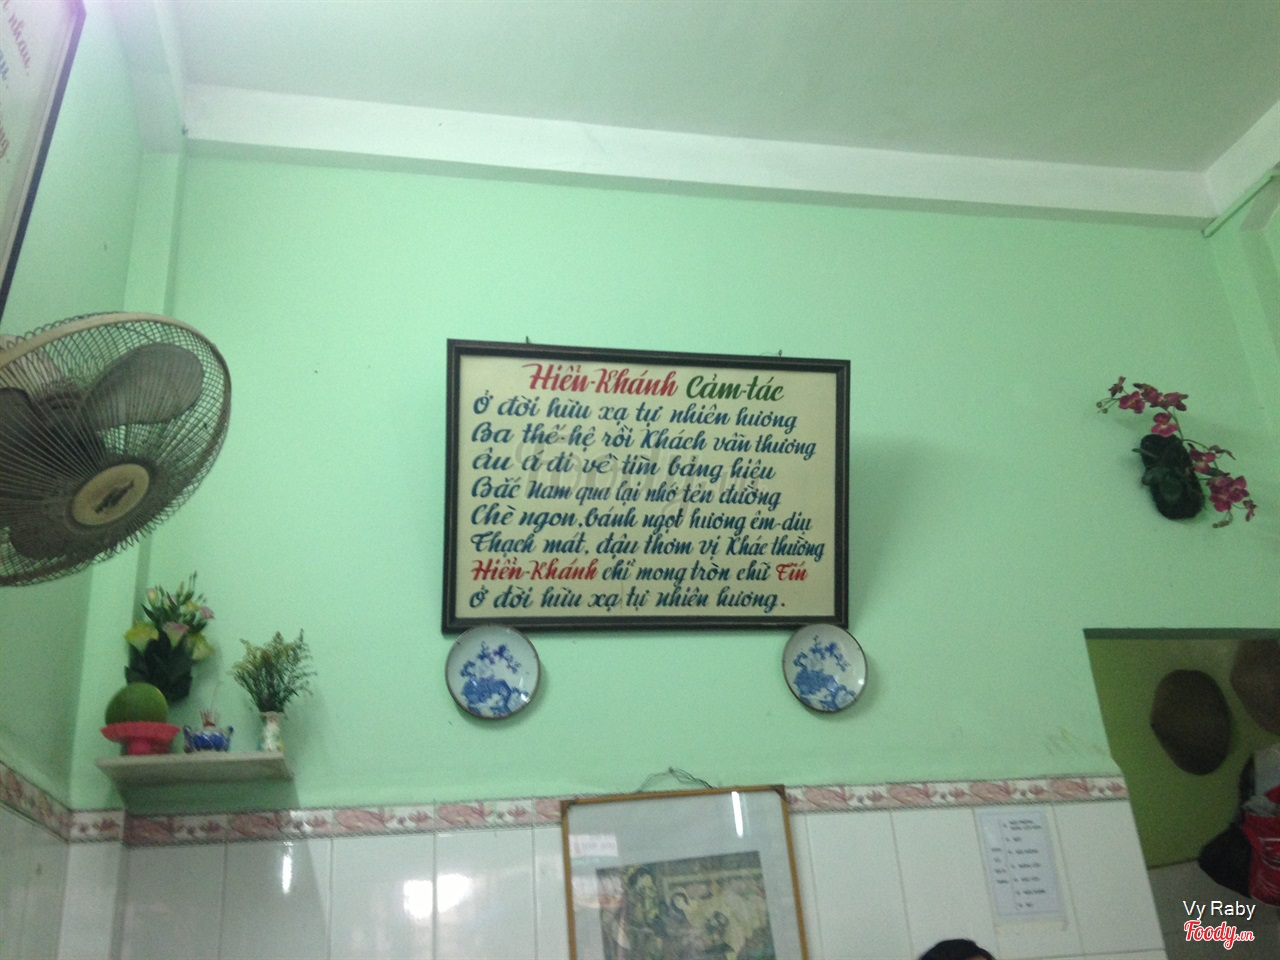 Hiển-Khánh Cảm-tác
Ở đời hữu xạ tự nhiên hương
Ba thế-hệ rồi Khách vẫn thương
Âu á đi về tìm bảng hiệu
Bắc Nam qua lại nhớ tên đường
Chè ngon, bánh ngọt hương êm-dịu
Thạch mát, đậu thơm vị Khác thường
Hiển-Khánh chỉ mong tròn chữ Tín
Ở đời hữu xạ tự nhiên hương.
Vy Raby
Foody.vn